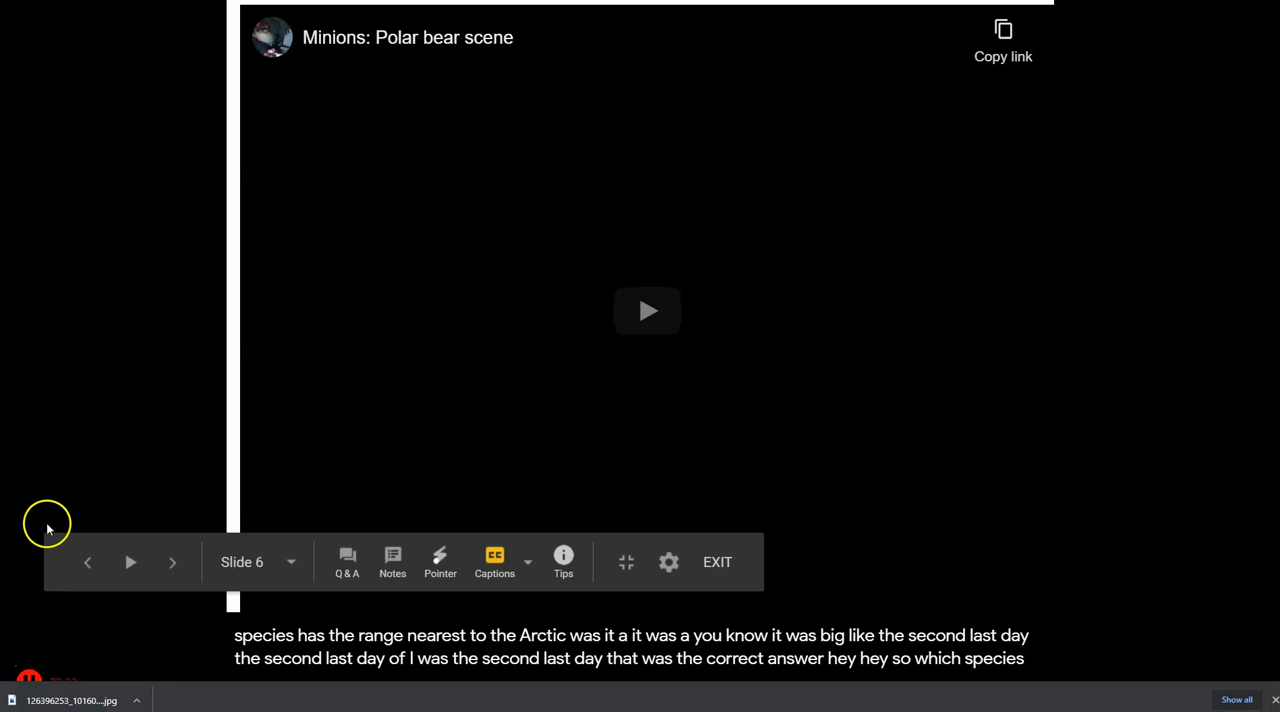 Minions: Polar bear scene
Copy link
Slide 6
Q & A
Notes
Pointer
Captions
Tips
EXIT
species has the range nearest to the Arctic was it a it was a you know it was big like the second last day
the second last day of I was the second last day that was the correct answer hey hey so which species
126396253_10160....jpg
Show all